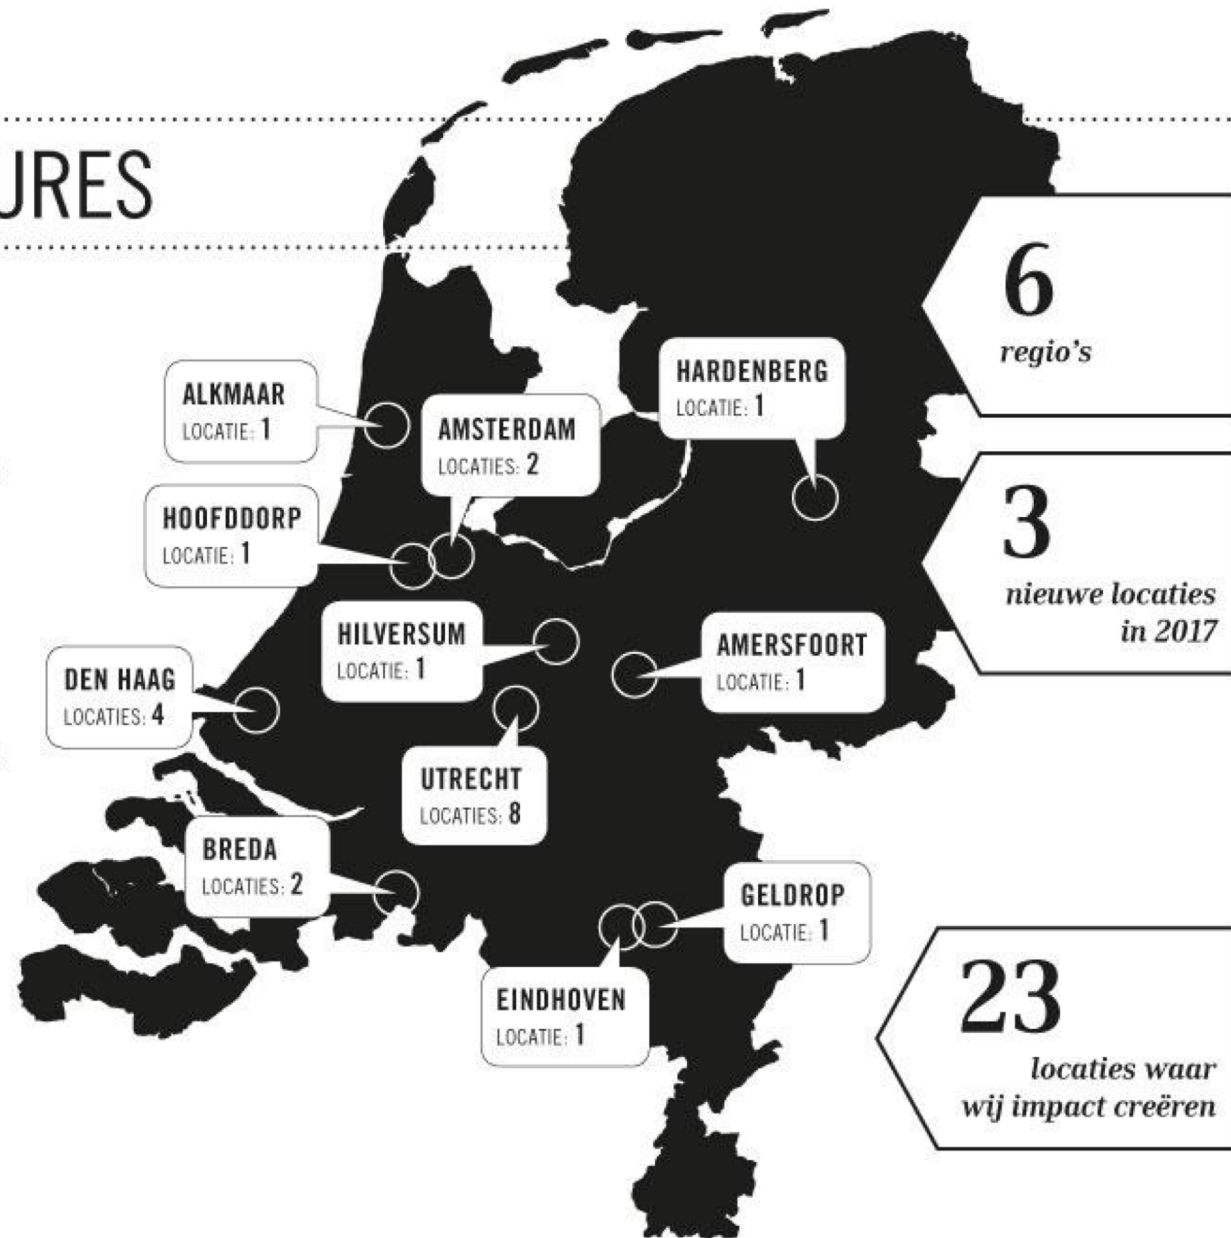 URES
6
regio's
HARDENBERG
LOCATIE: 1
ALKMAAR
LOCATIE: 1
AMSTERDAM
LOCATIES: 2
3
nieuwe locaties
in 2017
HOOFDDORP
LOCATIE: 1
HILVERSUM
LOCATIE: 1
AMERSFOORT
LOCATIE: 1
DEN HAAG
LOCATIES: 4
UTRECHT
LOCATIES: 8
BREDA
LOCATIES: 2
GELDROP
LOCATIE: 1
EINDHOVEN
LOCATIE: 1
23
locaties waar
wij impact creëren